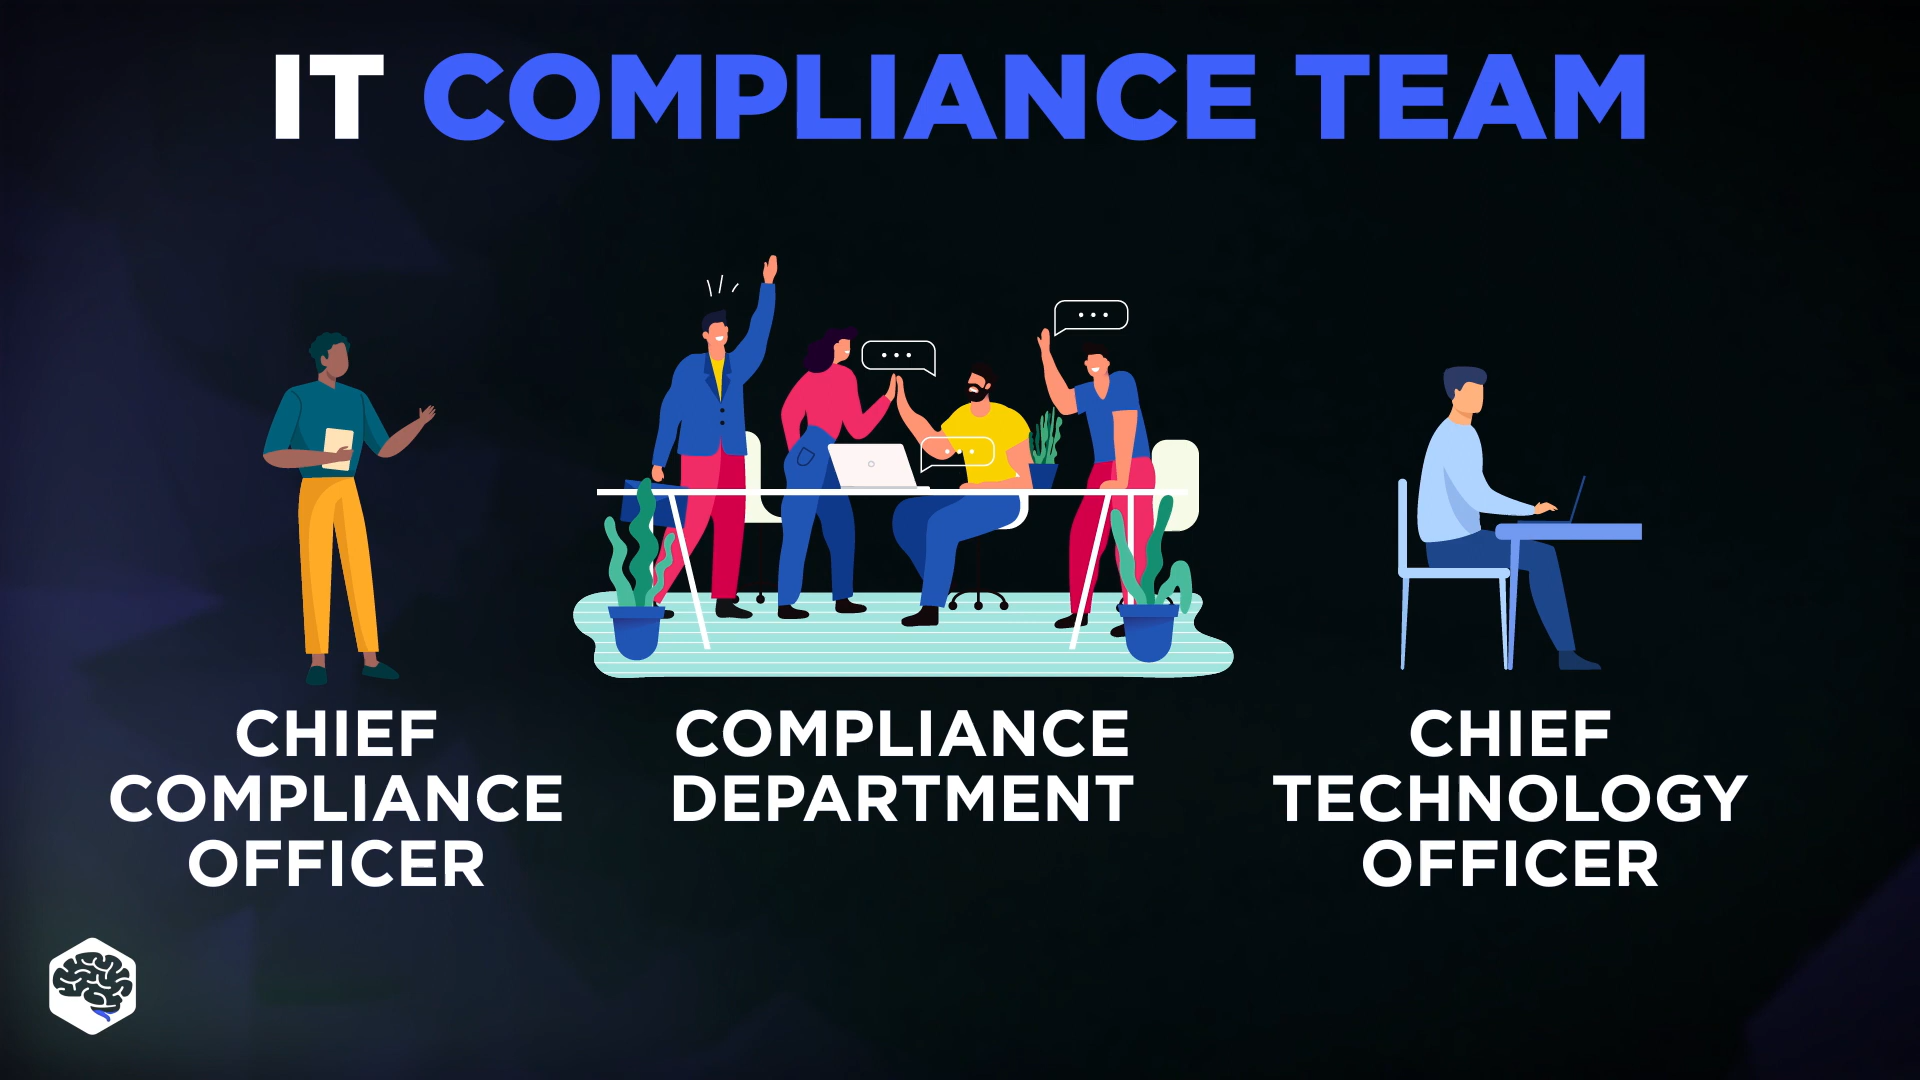 IT COMPLIANCE TEAM
CHIEF
COMPLIANCE
OFFICER
COMPLIANCE
DEPARTMENT
CHIEF
TECHNOLOGY
OFFICER